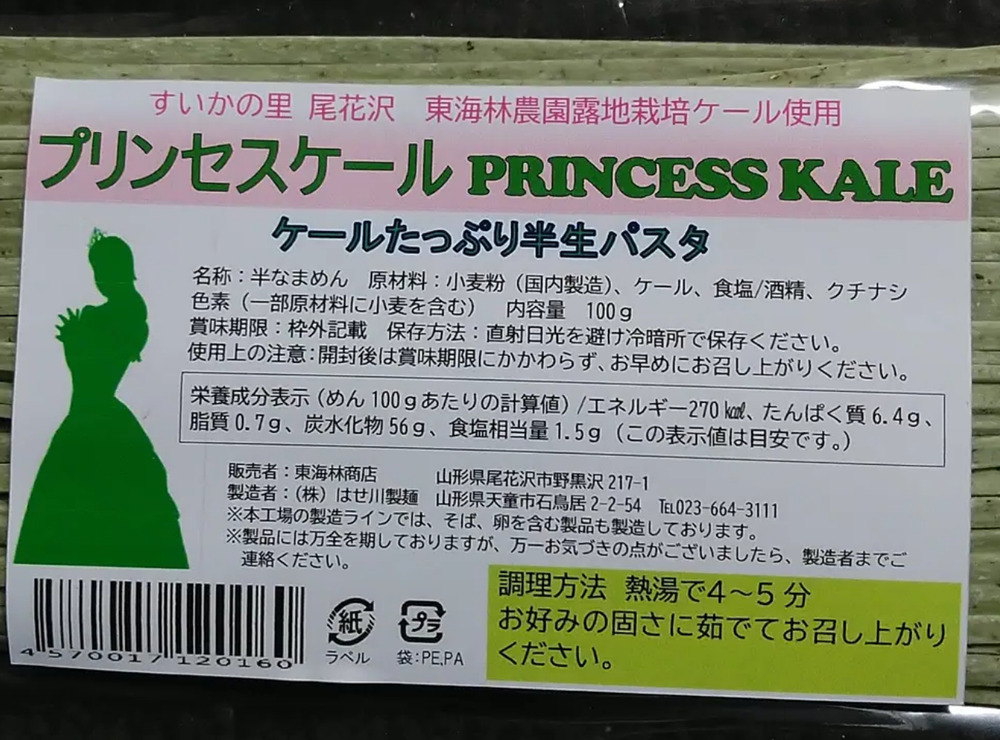 すいかの里 尾花沢 東海林農園露地栽培ケール使用
プリンセスケール PRINCESS KALE
ケールたっぷり半生パスタ
名称：半なまめん 原材料：小麦粉（国内製造）、ケール、食塩/酒精、クチナシ
色素（一部原材料に小麦を含む） 内容量 100g
賞味期限：枠外記載 保存方法：直射日光を避け冷暗所で保存ください。
使用上の注意：開封後は賞味期限にかかわらず、お早めにお召し上がりください。
栄養成分表示（めん100gあたりの計算値）/エネルギー270㎉、たんぱく質6.4g、
脂質0.7g、炭水化物56g、食塩相当量1.5g（この表示値は目安です。）
販売者：東海林商店 山形県尾花沢市野黒沢217-1
製造者：（株）はせ川製麺 山形県天童市石鳥居2-2-54 ℡023-664-3111
※本工場の製造ラインでは、そば、卵を含む製品も製造しております。
※製品には万全を期しておりますが、万一お気づきの点がございましたら、製造者までご
連絡ください。
4570017120160
紙
ラベル
プラ
袋:PE,PA
調理方法 熱湯で4～5分
お好みの固さに茹でてお召し上がり
ください。